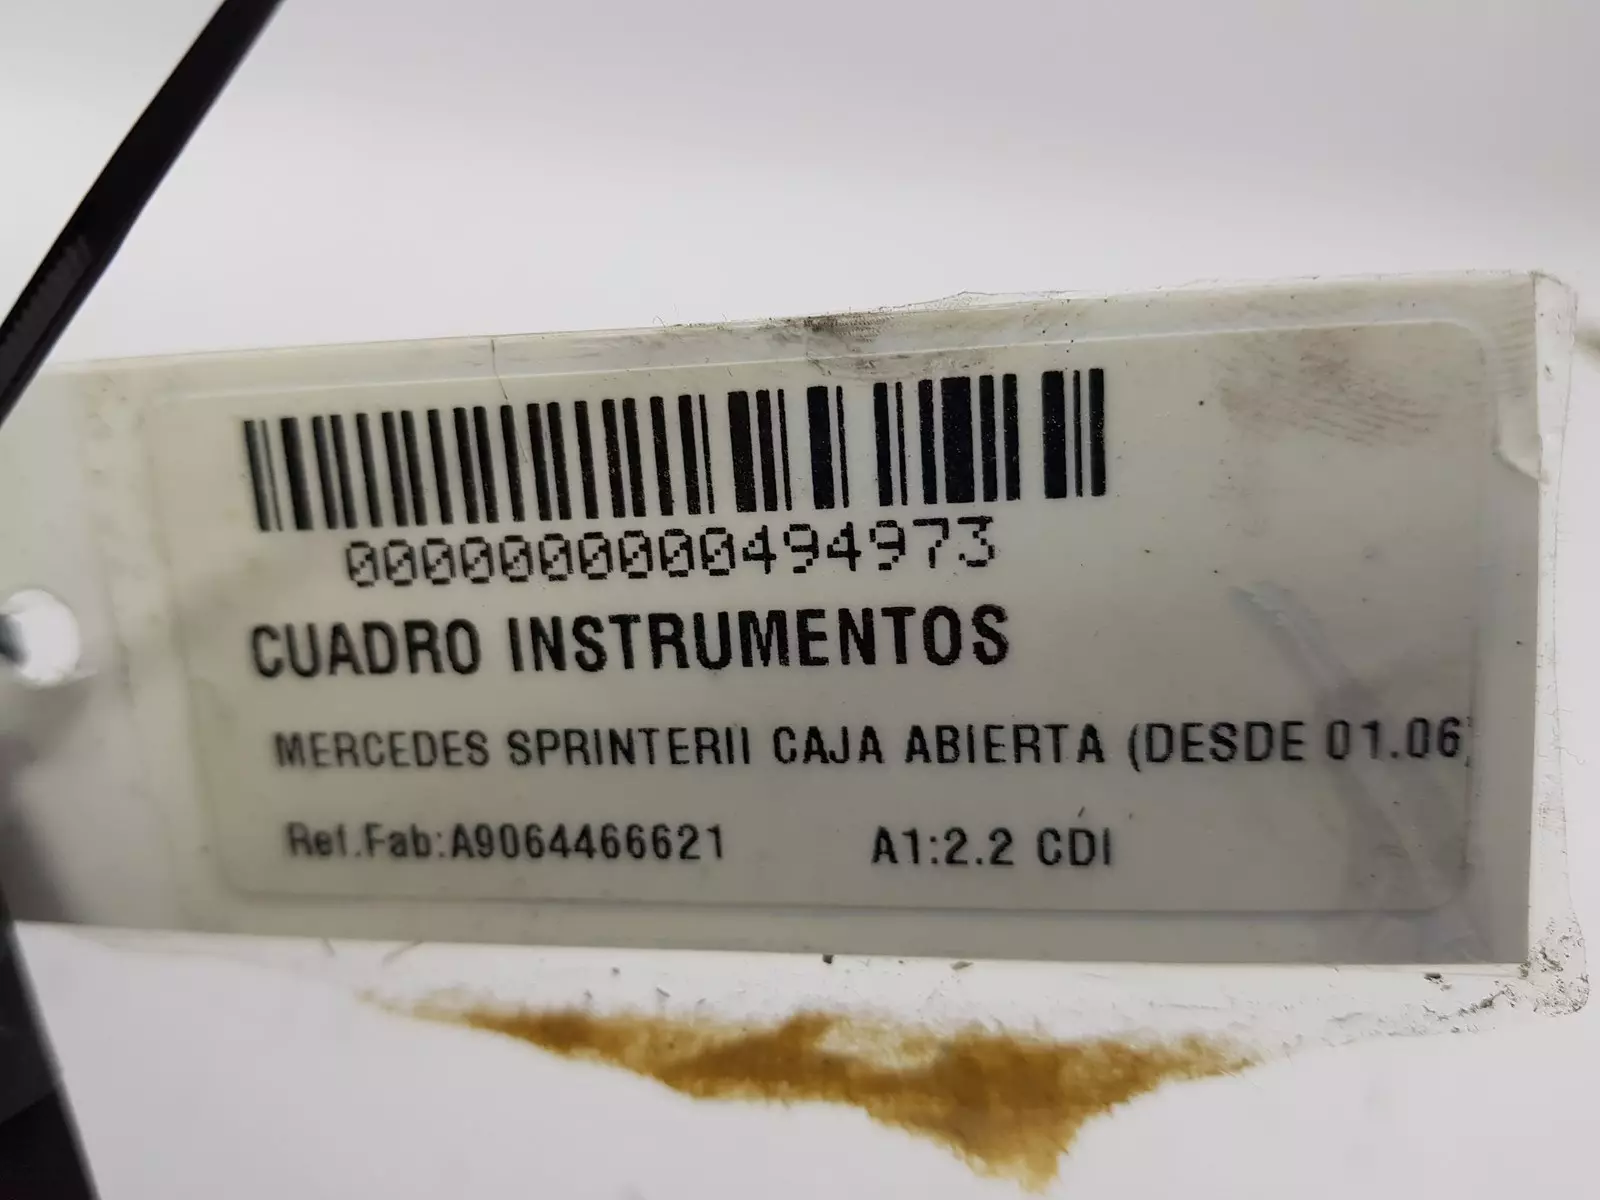 0000000000494973
CUADRO INSTRUMENTOS
MERCEDES SPRINTERII CAJA ABIERTA (DESDE 01.06)
Ref.Fab:A9064466621 A1:2.2 CDI